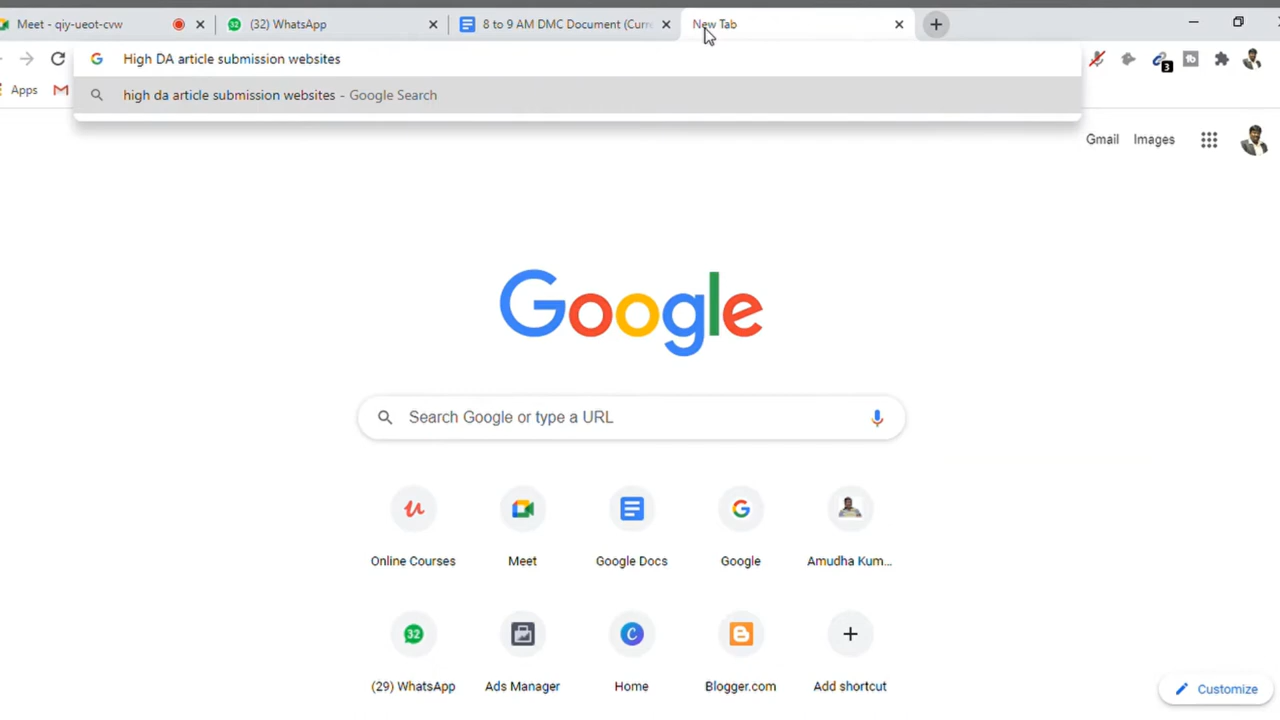 Meet - qiy-ueot-cvw
(32) WhatsApp
8 to 9 AM DMC Document (Curr
New Tab
High DA article submission websites
3
high da article submission websites - Google Search
Apps
Gmail Images
Google
Search Google or type a URL
Online Courses
Meet
Google Docs
Google
Amudha Kum...
32
(29) WhatsApp
Ads Manager
Home
Blogger.com
Add shortcut
Customize